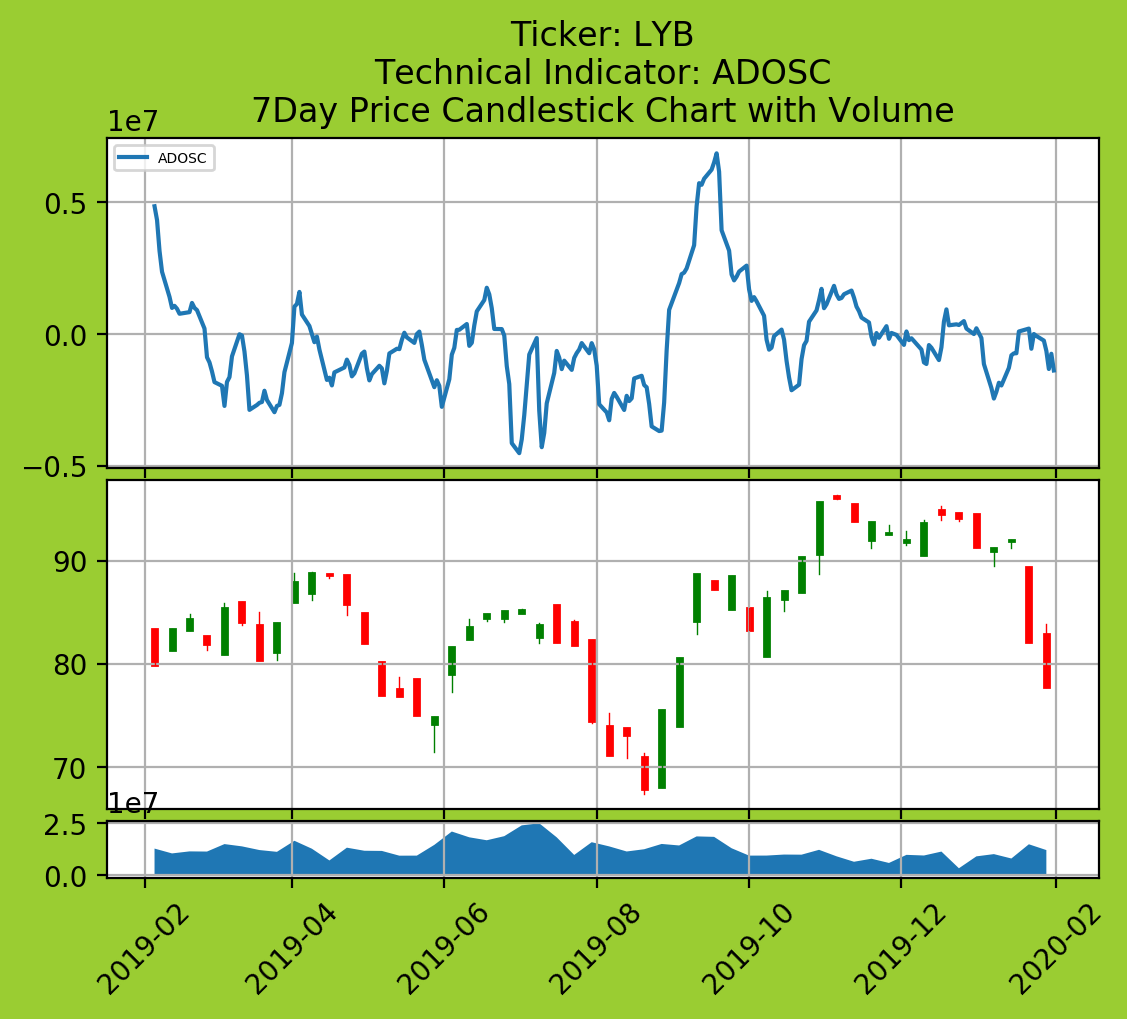 Ticker: LYB
Technical Indicator: ADOSC
7Day Price Candlestick Chart with Volume
1e7
ADOSC
0.5
0.0
−0.5
90
80
70
1e7
2.5
0.0
2019-02
2019-04
2019-06
2019-08
2019-10
2019-12
2020-02